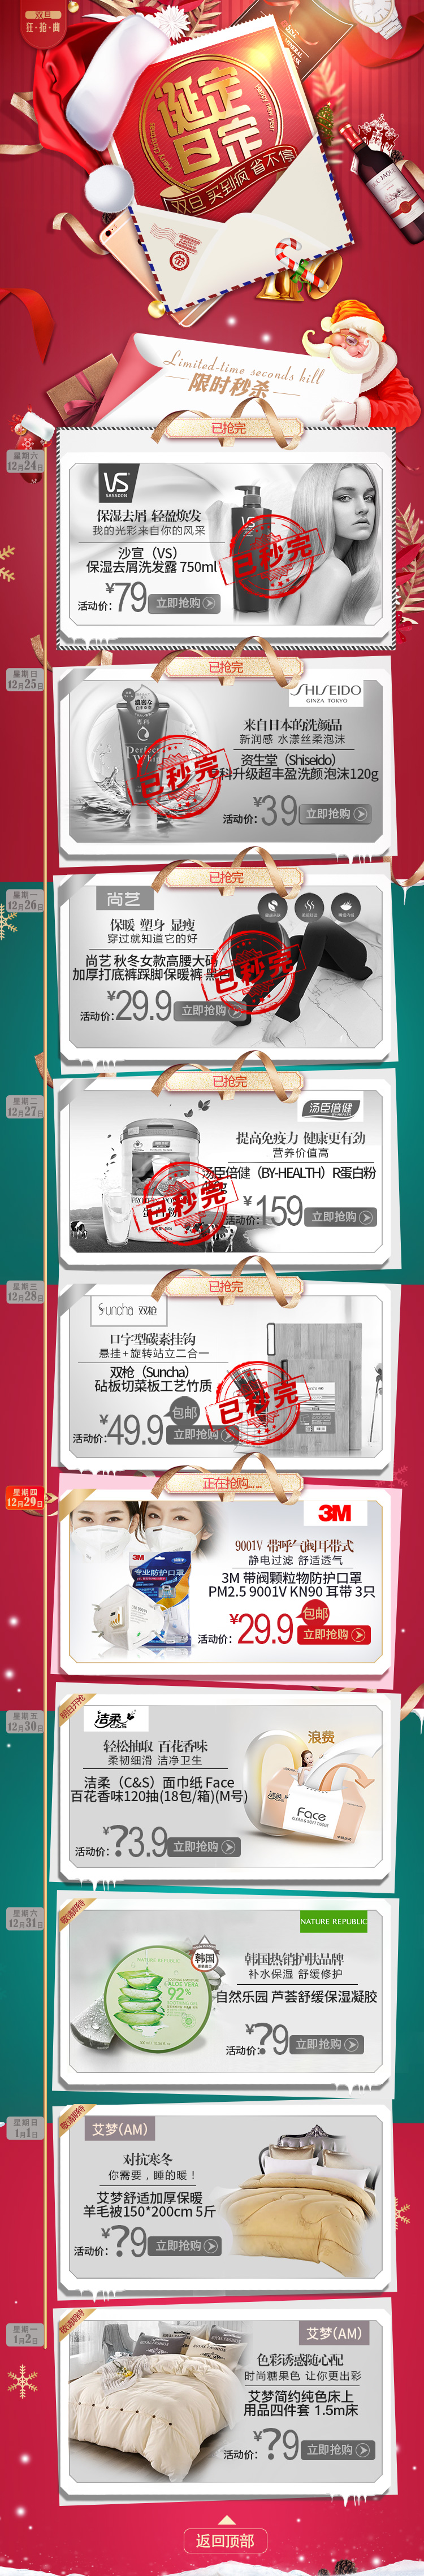 双旦
狂·抢·购
诞定
旦定
Merry Christmas
Happy new year
双旦 买到疯 省不停
Limited-time seconds kill
限时秒杀
已抢完
星期六
12月24日
VS
SASSOON
保湿去屑 轻盈焕发
我的光彩来自你的风采
沙宣（VS）
保湿去屑洗发露 750ml
活动价：¥79 立即抢购
已秒完
已抢完
星期日
12月25日
SHISEIDO
GINZA TOKYO
来自日本的洗颜品
新润感 水漾丝柔泡沫
资生堂（Shiseido）
专科升级超丰盈洗颜泡沫120g
活动价：¥39 立即抢购
Perfect
Whip
已秒完
已抢完
星期一
12月26日
尚艺
保暖 塑身 显瘦
穿过就知道它的好
尚艺 秋冬女款高腰大码
加厚打底裤踩脚保暖裤 黑色
活动价：¥29.9 立即抢购
已秒完
已抢完
星期二
12月27日
汤臣倍健
提高免疫力 健康更有劲
营养价值高
汤臣倍健（BY-HEALTH）R蛋白粉
活动价：¥159 立即抢购
已秒完
已抢完
星期三
12月28日
Suncha 双枪
口字型碳素挂钩
悬挂+旋转站立二合一
双枪（Suncha）
砧板切菜板工艺竹质
包邮
活动价：¥49.9 立即抢购
已秒完
正在抢购......
星期四
12月29日
3M
9001V 带呼气阀耳带式
静电过滤 舒适透气
3M 带阀颗粒物防护口罩
PM2.5 9001V KN90 耳带 3只
包邮
活动价：¥29.9 立即抢购
3M
专业防护口罩
明日开抢
星期五
12月30日
洁柔
C&S
轻松抽取 百花香味
柔韧细滑 洁净卫生
洁柔（C&S）面巾纸 Face
百花香味120抽(18包/箱)(M号)
活动价：¥?3.9 立即抢购
浪费
洁柔
Face
敬请期待
星期六
12月31日
NATURE REPUBLIC
韩国热销护肤品牌
补水保湿 舒缓修护
自然乐园 芦荟舒缓保湿凝胶
活动价：¥?9 立即抢购
韩国
NATURE REPUBLIC
ALOE VERA
92%
敬请期待
星期日
1月1日
艾梦(AM)
对抗寒冬
你需要，睡的暖！
艾梦舒适加厚保暖
羊毛被150*200cm 5斤
活动价：¥?9 立即抢购
敬请期待
星期一
1月2日
艾梦(AM)
色彩诱惑随心配
时尚糖果色 让你更出彩
艾梦简约纯色床上
用品四件套 1.5m床
活动价：¥?9 立即抢购
返回顶部